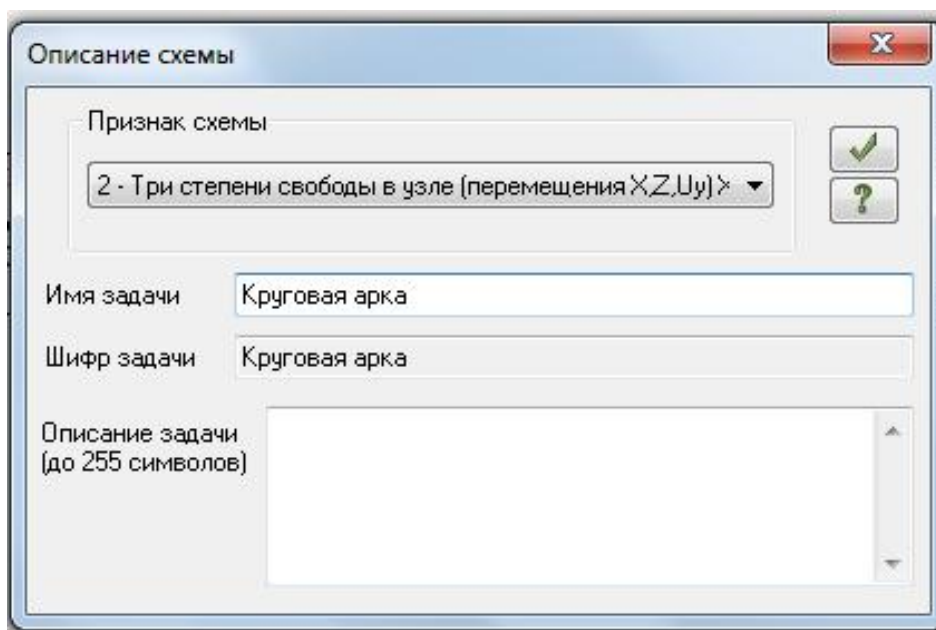 Описание схемы
Признак схемы
2 - Три степени свободы в узле (перемещения X,Z,Uy) X
Имя задачи Круговая арка
Шифр задачи Круговая арка
Описание задачи
(до 255 символов)